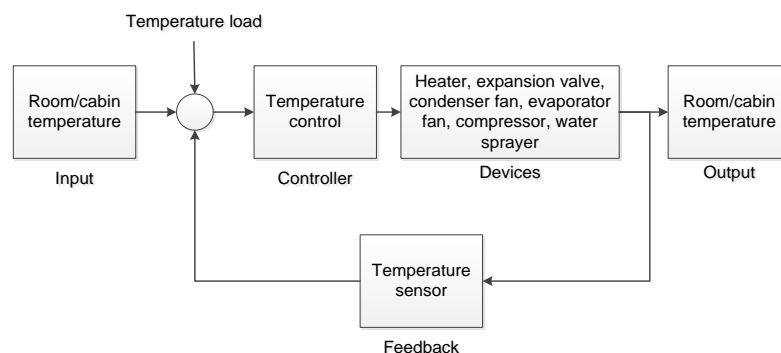 Temperature load
Room/cabin
temperature
Input
Temperature
control
Controller
Heater, expansion valve,
condenser fan, evaporator
fan, compressor, water
sprayer
Devices
Room/cabin
temperature
Output
Temperature
sensor
Feedback